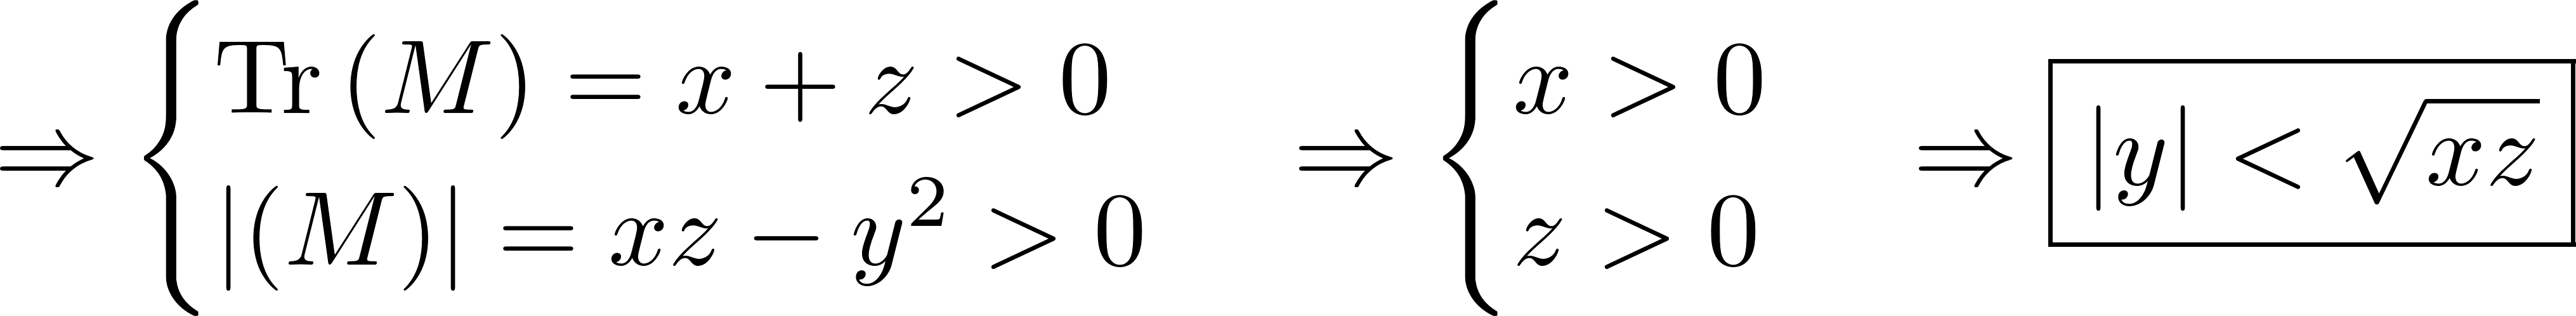 ⇒ { Tr (M) = x + z > 0 ⇒ { x > 0 ⇒ |y| < √xz
|(M)| = xz − y² > 0 z > 0